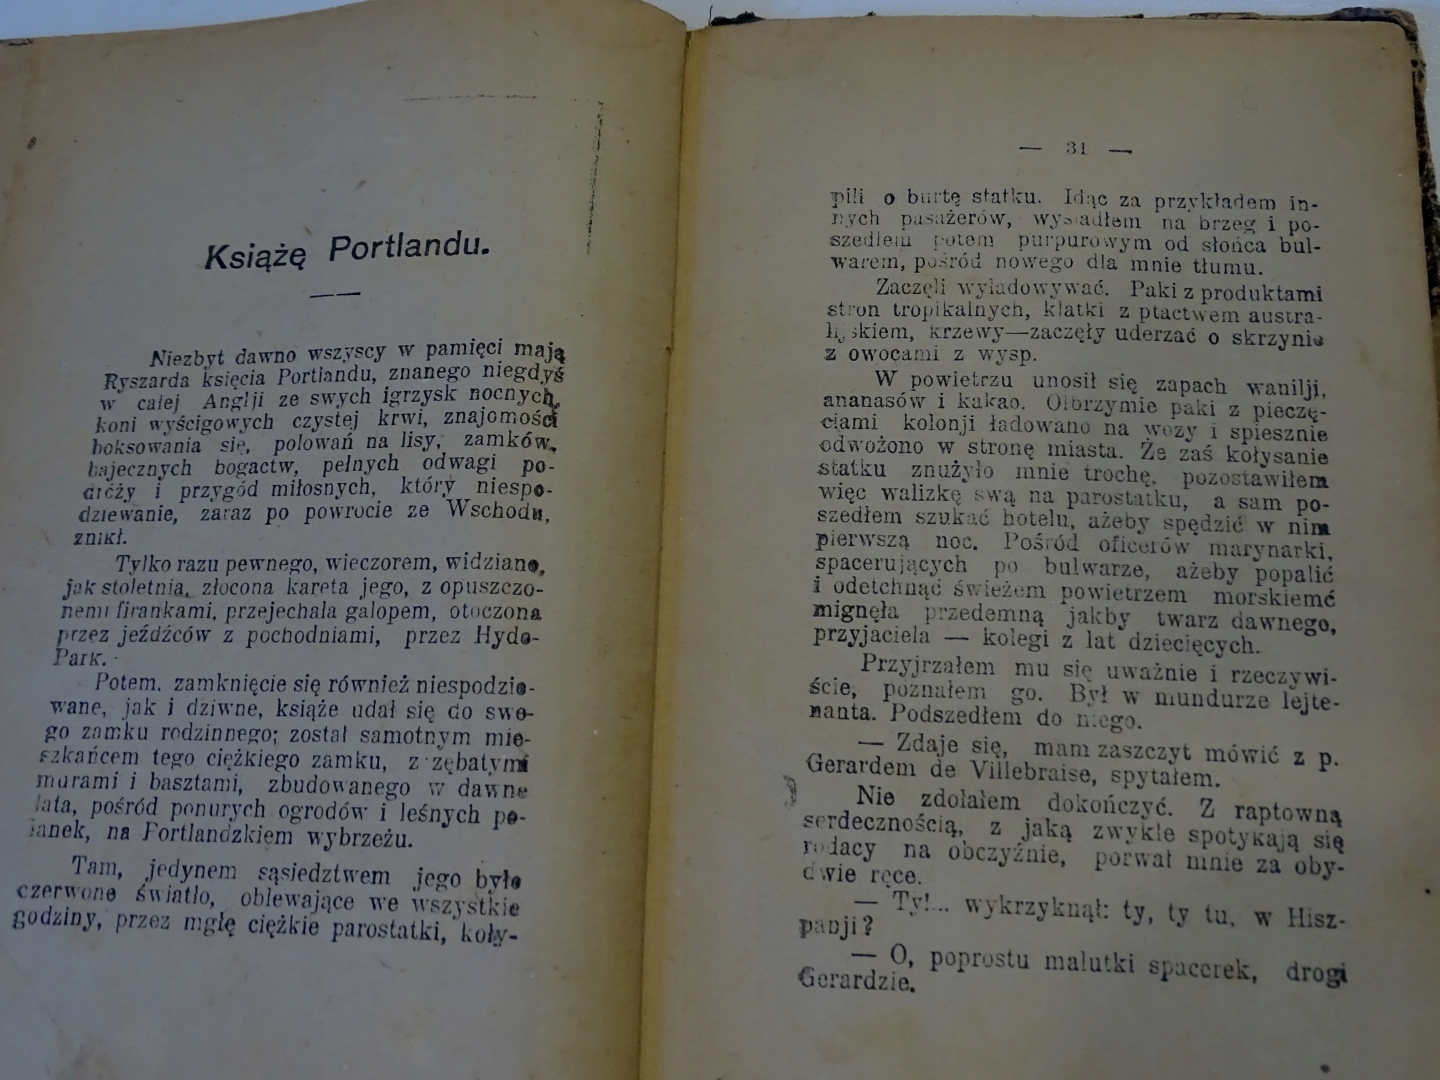 Książę Portlandu.
Niezbyt dawno wszyscy w pamięci mają
Ryszarda księcia Portlandu, znanego niegdyś
w całej Anglji ze swych igrzysk nocnych,
koni wyścigowych czystej krwi, znajomości
boksowania się, polowań na lisy, zamków,
bajecznych bogactw, pełnych odwagi po-
dróży i przygód miłosnych, który niespo-
dziewanie, zaraz po powrocie ze Wschodu,
znikł.
Tylko razu pewnego, wieczorem, widziano,
jak stoletnia, złocona kareta jego, z opuszczo-
nemi firankami, przejechała galopem, otoczona
przez jeźdźców z pochodniami, przez Hyde-
Park.
Potem, zamknięcie się również niespodzie-
wane, jak i dziwne, książe udał się do swe-
go zamku rodzinnego; został samotnym mie-
szkańcem tego ciężkiego zamku, z zębatymi
murami i basztami, zbudowanego w dawne
lata, pośród ponurych ogrodów i leśnych po-
lanek, na Portlandzkiem wybrzeżu.
Tam, jedynem sąsiedztwem jego było
czerwone światło, oblewające we wszystkie
godziny, przez mgłę ciężkie parostatki, koły-
— 31 —
pili o burtę statku. Idąc za przykładem in-
nych pasażerów, wysiadłem na brzeg i po-
szedłem potem purpurowym od słońca bul-
warem, pośród nowego dla mnie tłumu.
Zaczęli wyładowywać. Paki z produktami
stron tropikalnych, klatki z ptactwem austra-
lijskiem, krzewy—zaczęły uderzać o skrzynie
z owocami z wysp.
W powietrzu unosił się zapach wanilji,
ananasów i kakao. Olbrzymie paki z pieczę-
ciami kolonji ładowano na wozy i spiesznie
odwożono w stronę miasta. Że zaś kołysanie
statku znużyło mnie trochę, pozostawiłem
więc walizkę swą na parostatku, a sam po-
szedłem szukać hotelu, ażeby spędzić w nim
pierwszą noc. Pośród oficerów marynarki,
spacerujących po bulwarze, ażeby popalić
i odetchnąć świeżem powietrzem morskiemć
mignęła przedemną jakby twarz dawnego,
przyjaciela — kolegi z lat dziecięcych.
Przyjrzałem mu się uważnie i rzeczywi-
ście, poznałem go. Był w mundurze lejte-
nanta. Podszedłem do niego.
— Zdaje się, mam zaszczyt mówić z p.
Gerardem de Villebraise, spytałem.
Nie zdołałem dokończyć. Z raptowną
serdecznością, z jaką zwykle spotykają się
rodacy na obczyźnie, porwał mnie za oby-
dwie ręce.
— Ty!... wykrzyknął: ty, ty tu, w Hisz-
panji?
— O, poprostu malutki spacerek, drogi
Gerardzie.